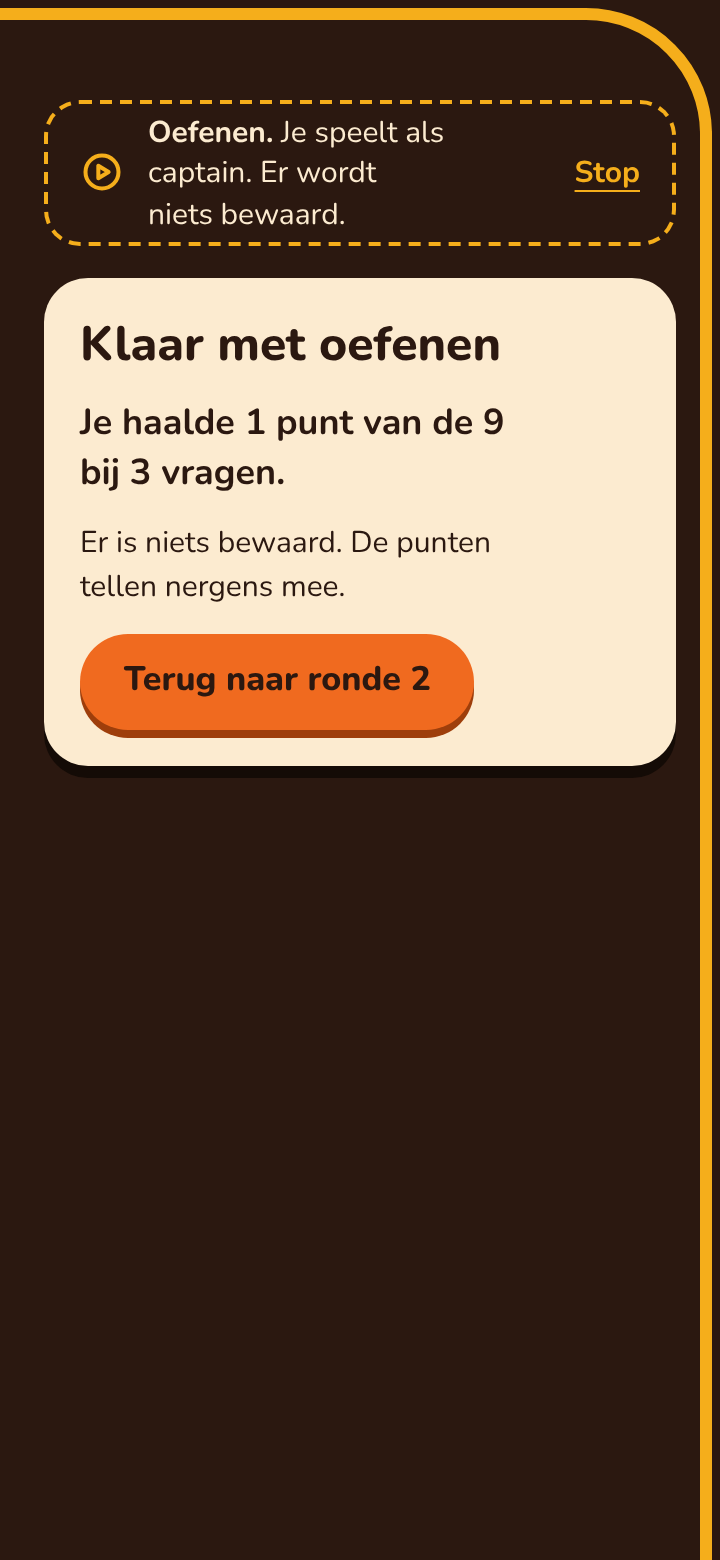 Oefenen. Je speelt als
captain. Er wordt
niets bewaard.
Stop
Klaar met oefenen
Je haalde 1 punt van de 9
bij 3 vragen.
Er is niets bewaard. De punten
tellen nergens mee.
Terug naar ronde 2